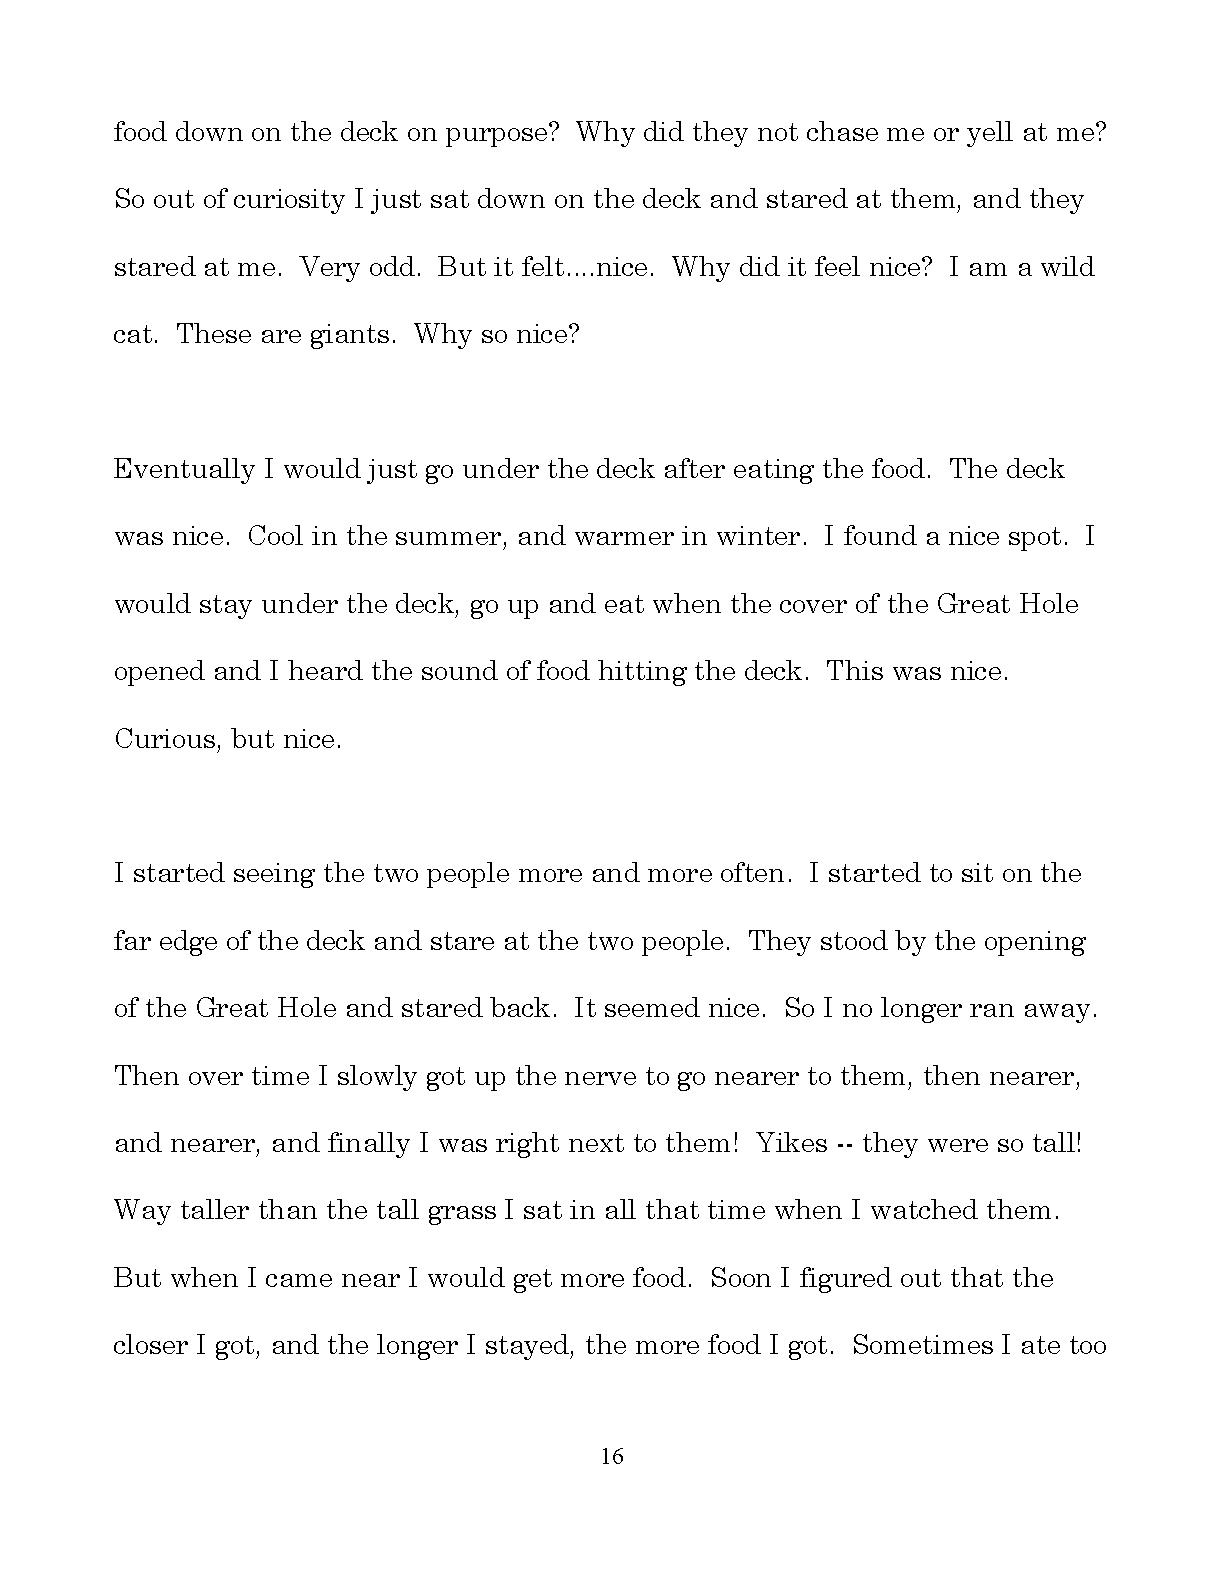 food down on the deck on purpose?  Why did they not chase me or yell at me?
So out of curiosity I just sat down on the deck and stared at them, and they
stared at me.  Very odd.  But it felt....nice.  Why did it feel nice?  I am a wild
cat.  These are giants.  Why so nice?
Eventually I would just go under the deck after eating the food.  The deck
was nice.  Cool in the summer, and warmer in winter.  I found a nice spot.  I
would stay under the deck, go up and eat when the cover of the Great Hole
opened and I heard the sound of food hitting the deck.  This was nice.
Curious, but nice.
I started seeing the two people more and more often.  I started to sit on the
far edge of the deck and stare at the two people.  They stood by the opening
of the Great Hole and stared back.  It seemed nice.  So I no longer ran away.
Then over time I slowly got up the nerve to go nearer to them, then nearer,
and nearer, and finally I was right next to them!  Yikes -- they were so tall!
Way taller than the tall grass I sat in all that time when I watched them.
But when I came near I would get more food.  Soon I figured out that the
closer I got, and the longer I stayed, the more food I got.  Sometimes I ate too
16